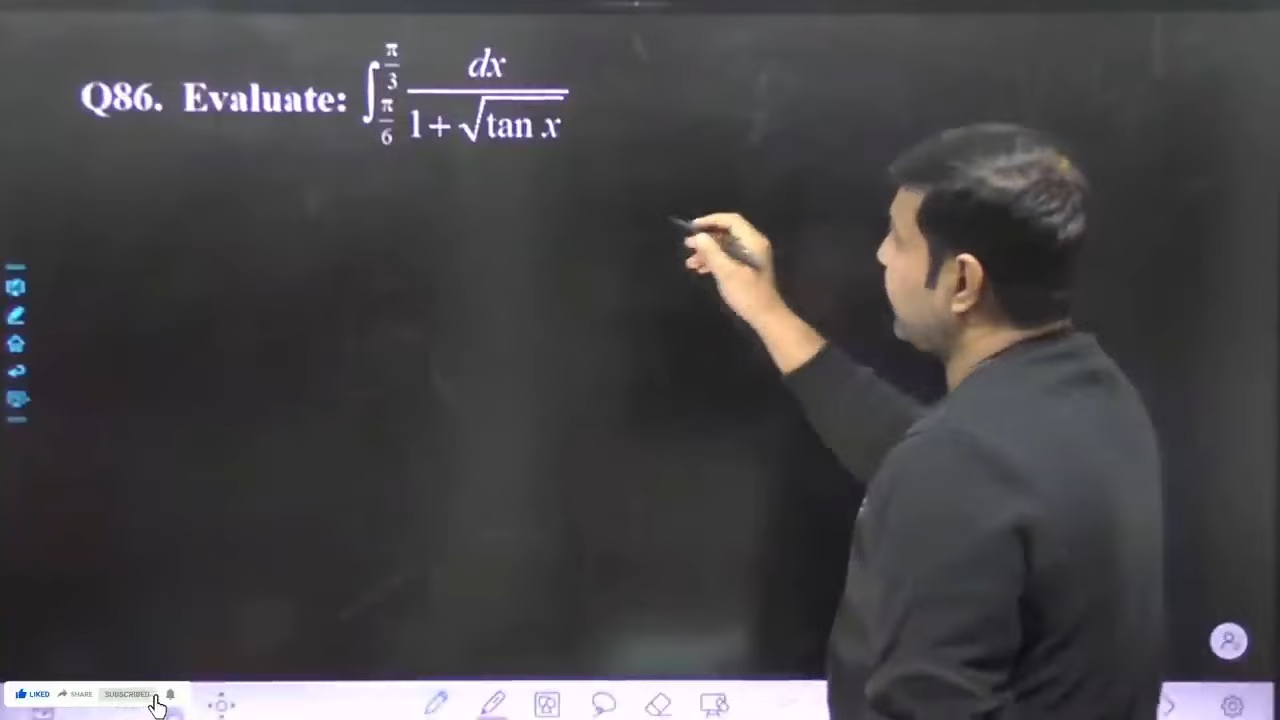 Q86. Evaluate: ∫_{π/6}^{π/3} dx / (1 + √(tan x))
LIKED SHARE SUBSCRIBED